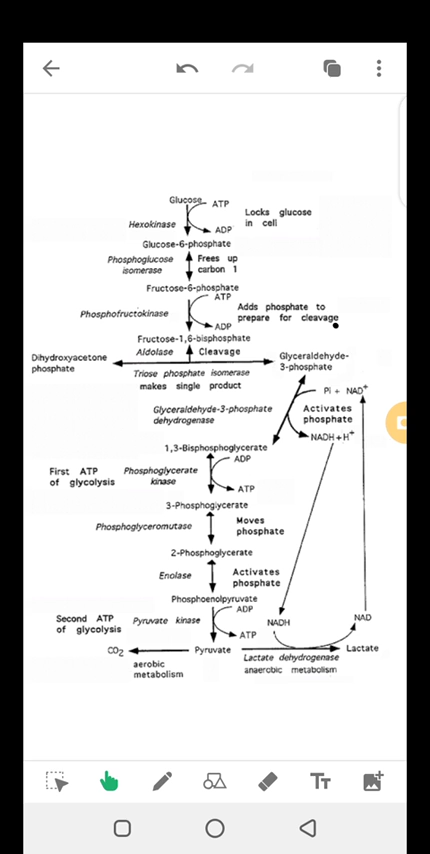 Glucose
ATP
Hexokinase
ADP
Locks glucose
in cell
Glucose-6-phosphate
Phosphoglucose
isomerase
Frees up
carbon 1
Fructose-6-phosphate
ATP
Phosphofructokinase
ADP
Adds phosphate to
prepare for cleavage
Fructose-1,6-bisphosphate
Aldolase
Cleavage
Dihydroxyacetone
phosphate
Glyceraldehyde-
3-phosphate
Triose phosphate isomerase
makes single product
Pi + NAD+
Glyceraldehyde-3-phosphate
dehydrogenase
Activates
phosphate
NADH + H+
1,3-Bisphosphoglycerate
ADP
First ATP
of glycolysis
Phosphoglycerate
kinase
ATP
3-Phosphoglycerate
Phosphoglyceromutase
Moves
phosphate
2-Phosphoglycerate
Enolase
Activates
phosphate
Phosphoenolpyruvate
ADP
Second ATP
of glycolysis
Pyruvate kinase
ATP
NADH
NAD
CO2
Pyruvate
Lactate
aerobic
metabolism
Lactate dehydrogenase
anaerobic metabolism
TT